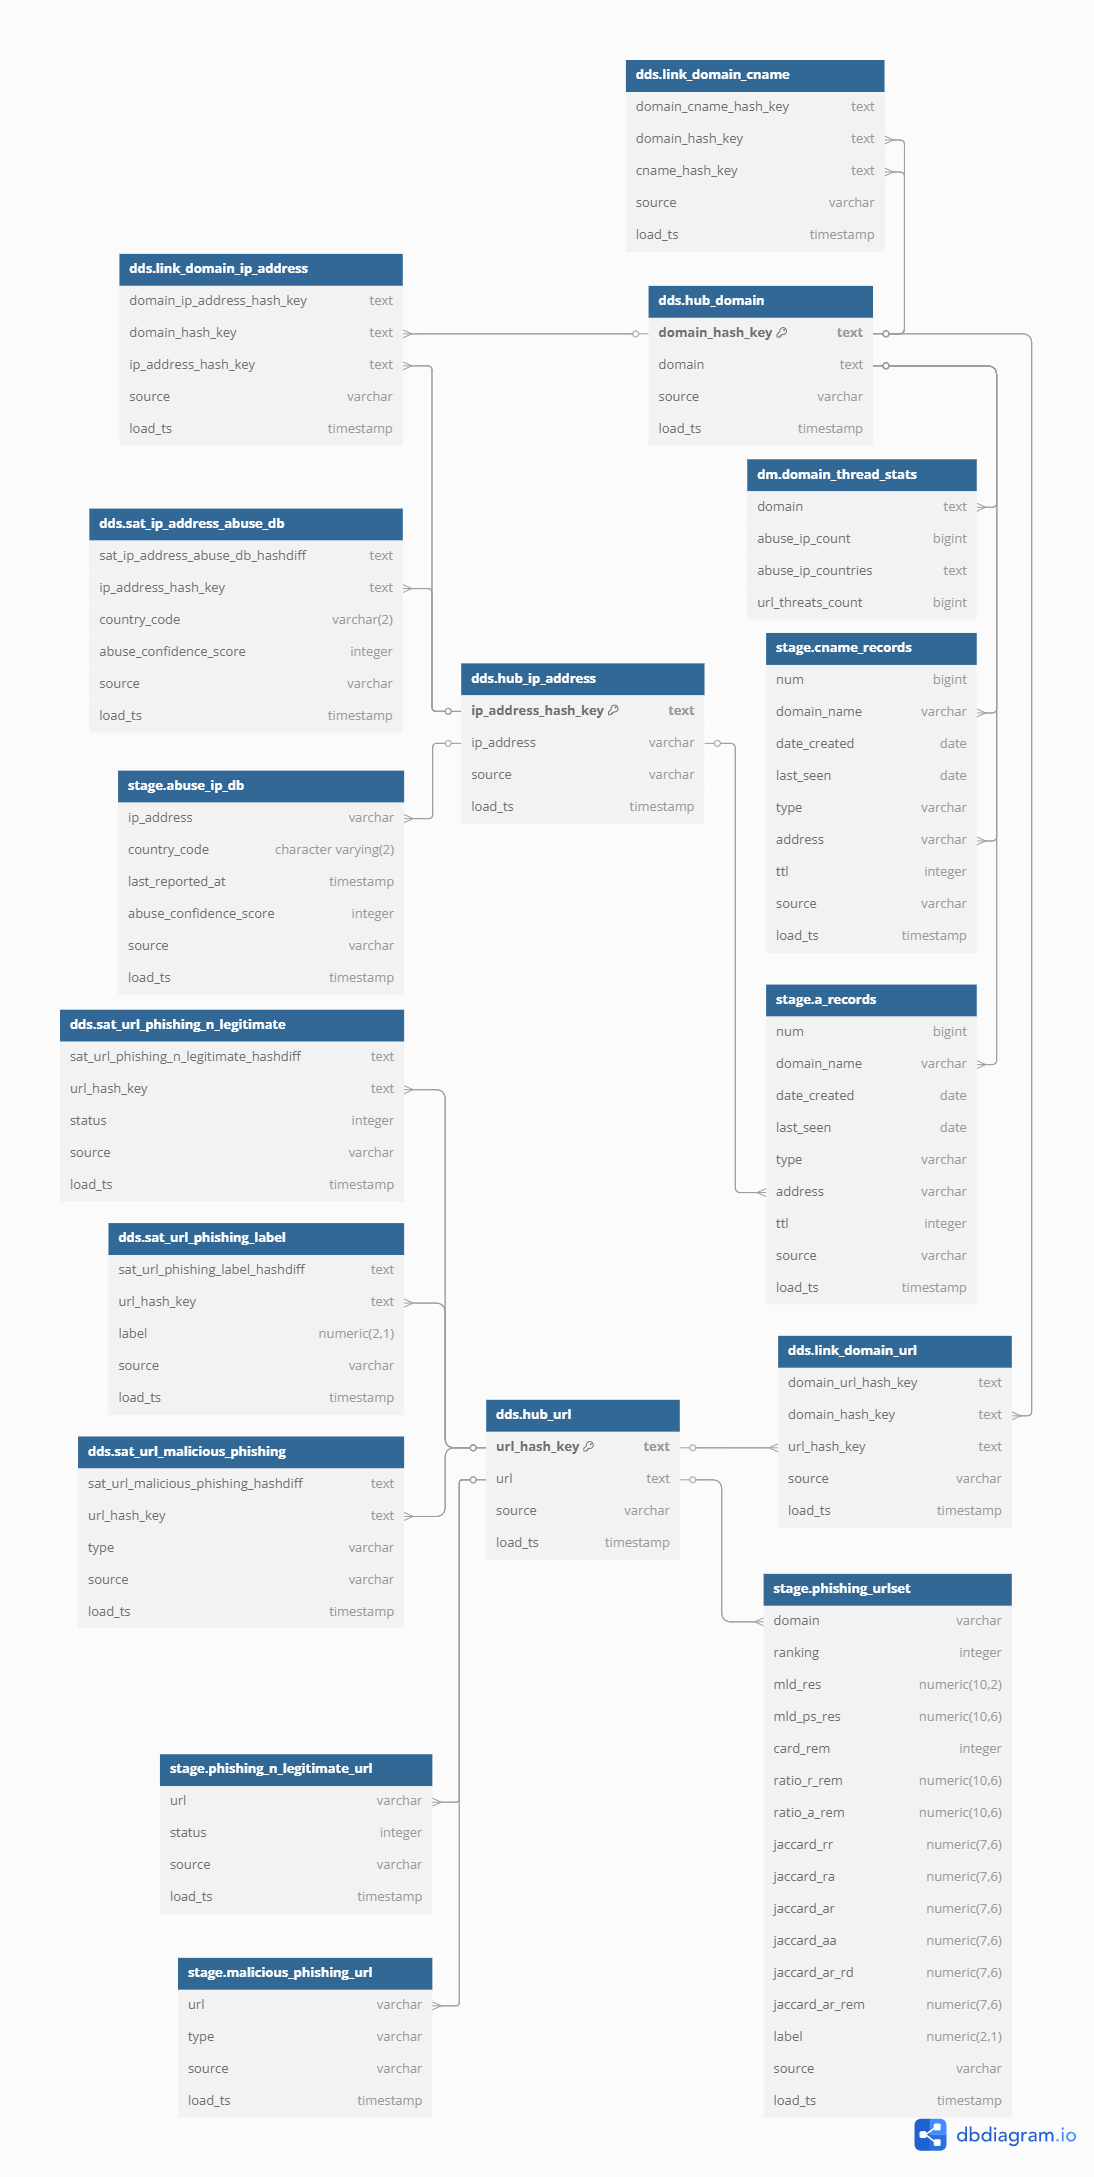 dds.link_domain_cname
domain_cname_hash_key text
domain_hash_key text
cname_hash_key text
source varchar
load_ts timestamp
dds.link_domain_ip_address
domain_ip_address_hash_key text
domain_hash_key text
ip_address_hash_key text
source varchar
load_ts timestamp
dds.hub_domain
domain_hash_key text
domain text
source varchar
load_ts timestamp
dm.domain_thread_stats
domain text
abuse_ip_count bigint
abuse_ip_countries text
url_threats_count bigint
dds.sat_ip_address_abuse_db
sat_ip_address_abuse_db_hashdiff text
ip_address_hash_key text
country_code varchar(2)
abuse_confidence_score integer
source varchar
load_ts timestamp
stage.cname_records
num bigint
domain_name varchar
date_created date
last_seen date
type varchar
address varchar
ttl integer
source varchar
load_ts timestamp
dds.hub_ip_address
ip_address_hash_key text
ip_address varchar
source varchar
load_ts timestamp
stage.abuse_ip_db
ip_address varchar
country_code character varying(2)
last_reported_at timestamp
abuse_confidence_score integer
source varchar
load_ts timestamp
stage.a_records
num bigint
domain_name varchar
date_created date
last_seen date
type varchar
address varchar
ttl integer
source varchar
load_ts timestamp
dds.sat_url_phishing_n_legitimate
sat_url_phishing_n_legitimate_hashdiff text
url_hash_key text
status integer
source varchar
load_ts timestamp
dds.sat_url_phishing_label
sat_url_phishing_label_hashdiff text
url_hash_key text
label numeric(2,1)
source varchar
load_ts timestamp
dds.link_domain_url
domain_url_hash_key text
domain_hash_key text
url_hash_key text
source varchar
load_ts timestamp
dds.hub_url
url_hash_key text
url text
source varchar
load_ts timestamp
dds.sat_url_malicious_phishing
sat_url_malicious_phishing_hashdiff text
url_hash_key text
type varchar
source varchar
load_ts timestamp
stage.phishing_urlset
domain varchar
ranking integer
mld_res numeric(10,2)
mld_ps_res numeric(10,6)
card_rem integer
ratio_r_rem numeric(10,6)
ratio_a_rem numeric(10,6)
jaccard_rr numeric(7,6)
jaccard_ra numeric(7,6)
jaccard_ar numeric(7,6)
jaccard_aa numeric(7,6)
jaccard_ar_rd numeric(7,6)
jaccard_ar_rem numeric(7,6)
label numeric(2,1)
source varchar
load_ts timestamp
stage.phishing_n_legitimate_url
url varchar
status integer
source varchar
load_ts timestamp
stage.malicious_phishing_url
url varchar
type varchar
source varchar
load_ts timestamp
dbdiagram.io